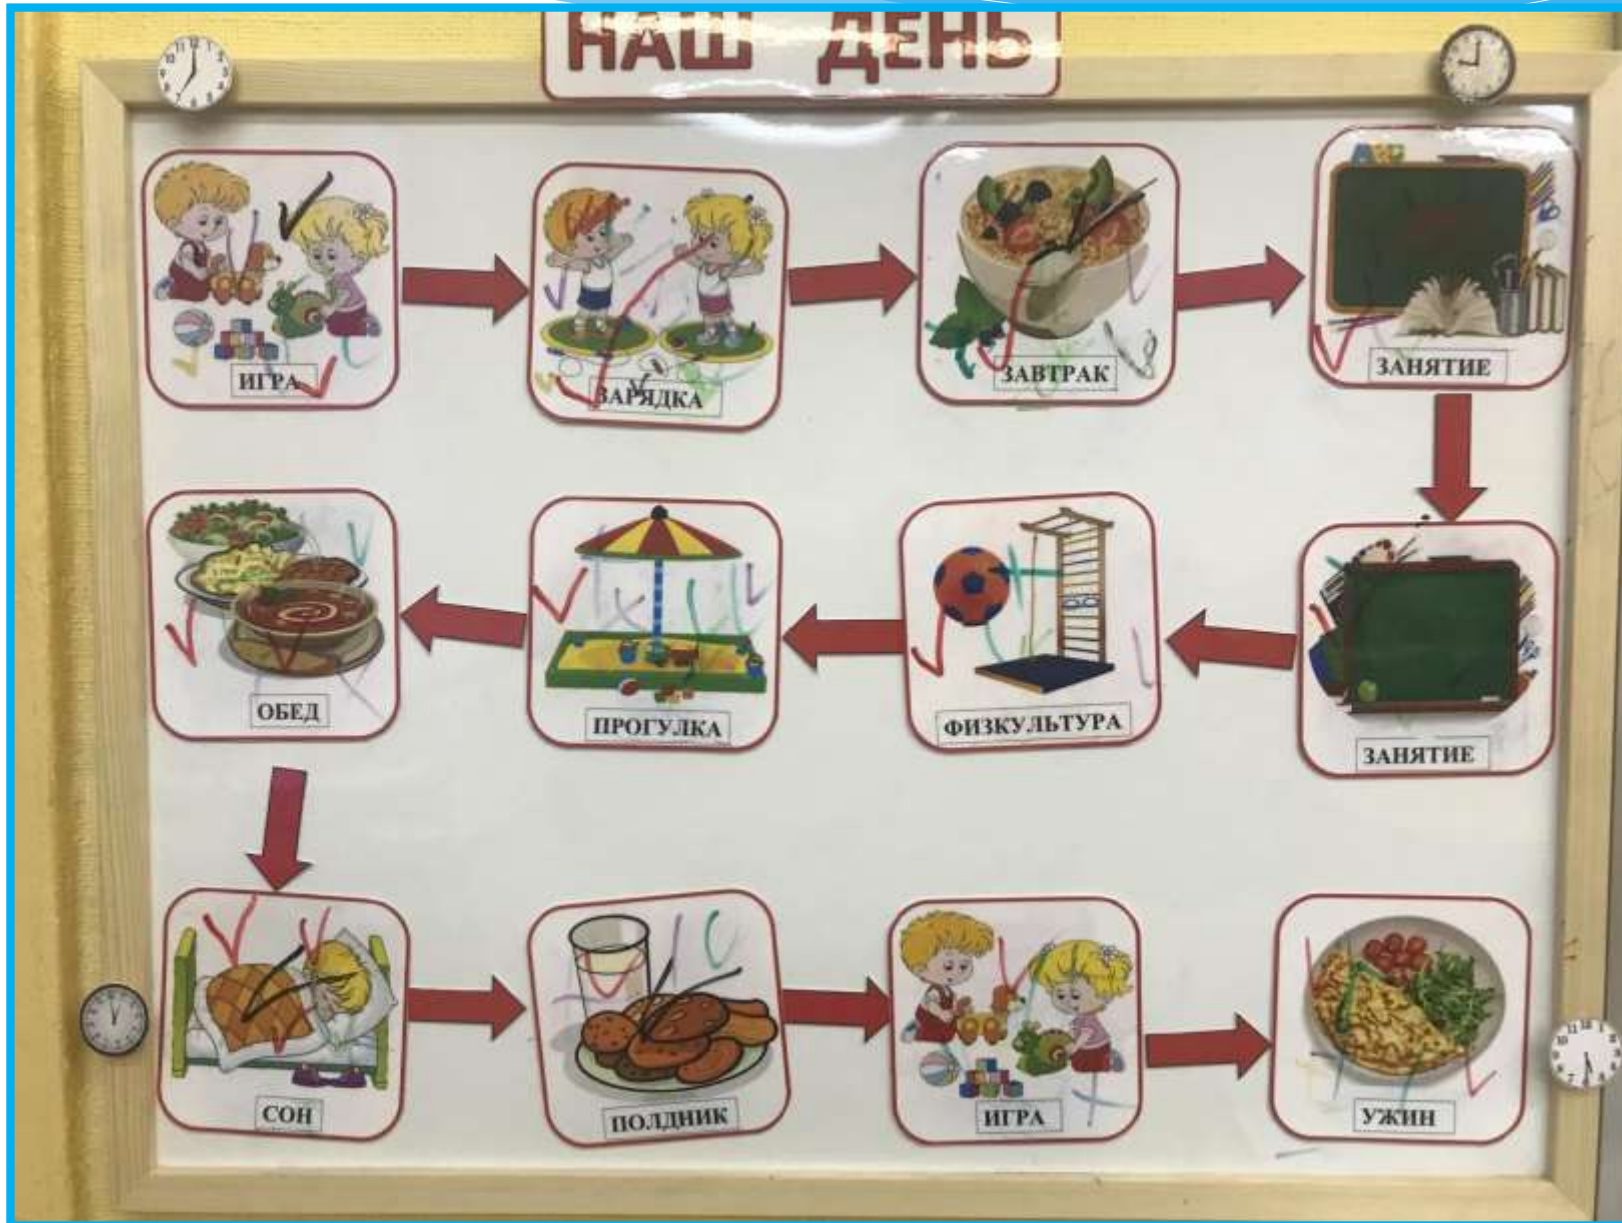 НАШ ДЕНЬ
ИГРА
ЗАРЯДКА
ЗАВТРАК
ЗАНЯТИЕ
ЗАНЯТИЕ
ФИЗКУЛЬТУРА
ПРОГУЛКА
ОБЕД
СОН
ПОЛДНИК
ИГРА
УЖИН